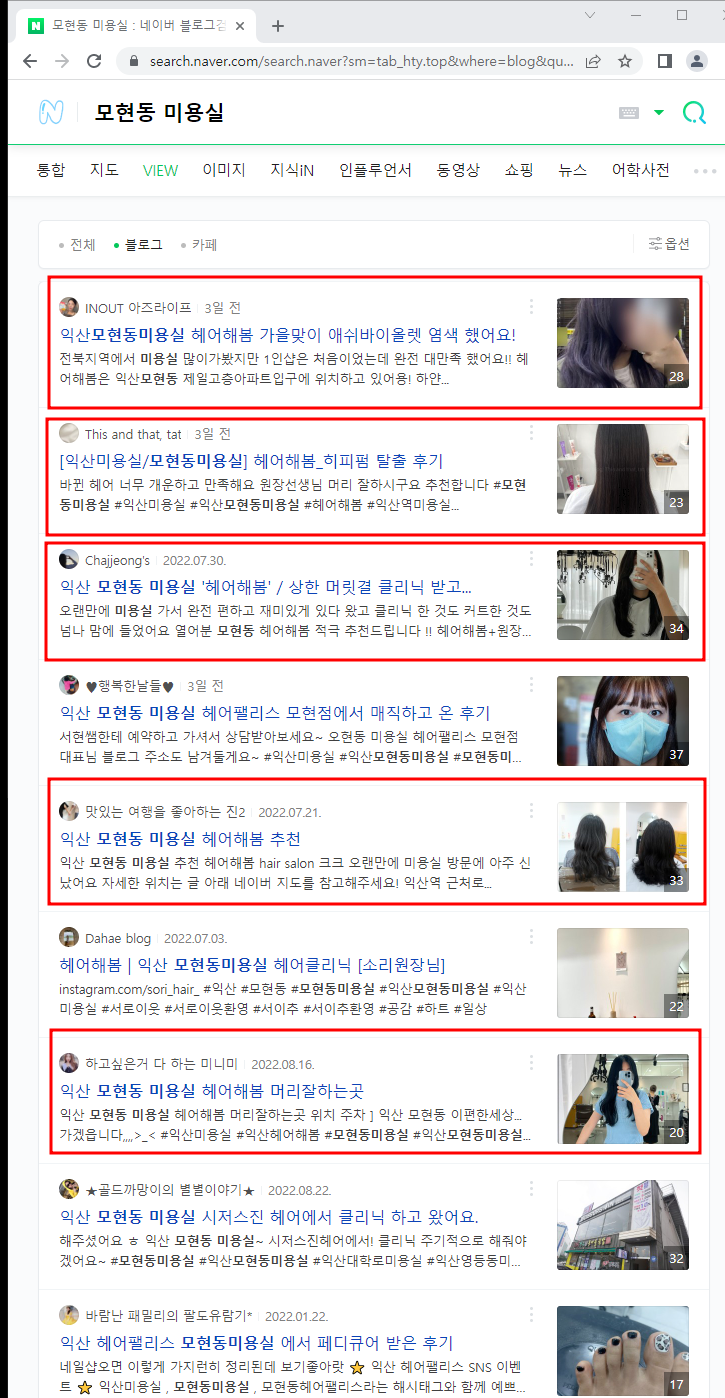 모현동 미용실 : 네이버 블로그검
search.naver.com/search.naver?sm=tab_hty.top&where=blog&qu...
모현동 미용실
통합 지도 VIEW 이미지 지식iN 인플루언서 동영상 쇼핑 뉴스 어학사전
전체 블로그 카페 옵션
INOUT 아즈라이프 3일 전
익산모현동미용실 헤어해봄 가을맞이 애쉬바이올렛 염색 했어요!
전북지역에서 미용실 많이가봤지만 1인샵은 처음이었는데 완전 대만족 했어요!! 헤
어해봄은 익산모현동 제일고층아파트입구에 위치하고 있어용! 하얀...
28
This and that, tat 3일 전
[익산미용실/모현동미용실] 헤어해봄_히피펌 탈출 후기
바뀐 헤어 너무 개운하고 만족해요 원장선생님 머리 잘하시구요 추천합니다 #모현
동미용실 #익산미용실 #익산모현동미용실 #헤어해봄 #익산역미용실...
23
Chajjeong's 2022.07.30.
익산 모현동 미용실 '헤어해봄' / 상한 머릿결 클리닉 받고...
오랜만에 미용실 가서 완전 편하고 재미있게 있다 왔고 클리닉 한 것도 커트한 것도
넘나 맘에 들었어요 열어분 모현동 헤어해봄 적극 추천드립니다 !! 헤어해봄+원장...
34
♥행복한날들♥ 3일 전
익산 모현동 미용실 헤어팰리스 모현점에서 매직하고 온 후기
서현쌤한테 예약하고 가셔서 상담받아보세요~ 오현동 미용실 헤어팰리스 모현점
대표님 블로그 주소도 남겨둘게요~ #익산미용실 #익산모현동미용실 #모현동미...
37
맛있는 여행을 좋아하는 진2 2022.07.21.
익산 모현동 미용실 헤어해봄 추천
익산 모현동 미용실 추천 헤어해봄 hair salon 크크 오랜만에 미용실 방문에 아주 신
났어요 자세한 위치는 글 아래 네이버 지도를 참고해주세요! 익산역 근처로...
33
Dahae blog 2022.07.03.
헤어해봄 | 익산 모현동미용실 헤어클리닉 [소리원장님]
instagram.com/sori_hair_ #익산 #모현동 #모현동미용실 #익산모현동미용실 #익산
미용실 #서로이웃 #서로이웃환영 #서이추 #서이추환영 #공감 #하트 #일상
22
하고싶은거 다 하는 미니미 2022.08.16.
익산 모현동 미용실 헤어해봄 머리잘하는곳
익산 모현동 미용실 헤어해봄 머리잘하는곳 위치 주차 ] 익산 모현동 이편한세상...
가겠읍니다,,,,>_< #익산미용실 #익산헤어해봄 #모현동미용실 #익산모현동미용실...
20
★골드까망이의 별별이야기★ 2022.08.22.
익산 모현동 미용실 시저스진 헤어에서 클리닉 하고 왔어요.
해주셨어요 ㅎ 익산 모현동 미용실~ 시저스진헤어에서! 클리닉 주기적으로 해줘야
겠어요~ #모현동미용실 #익산모현동미용실 #익산대학로미용실 #익산영등동미...
32
바람난 패밀리의 팔도유람기* 2022.01.22.
익산 헤어팰리스 모현동미용실 에서 페디큐어 받은 후기
네일샵오면 이렇게 가지런히 정리된데 보기좋아랏 ⭐ 익산 헤어팰리스 SNS 이벤
트 ⭐ 익산미용실 , 모현동미용실 , 모현동헤어팰리스라는 해시태그와 함께 예쁘...
17